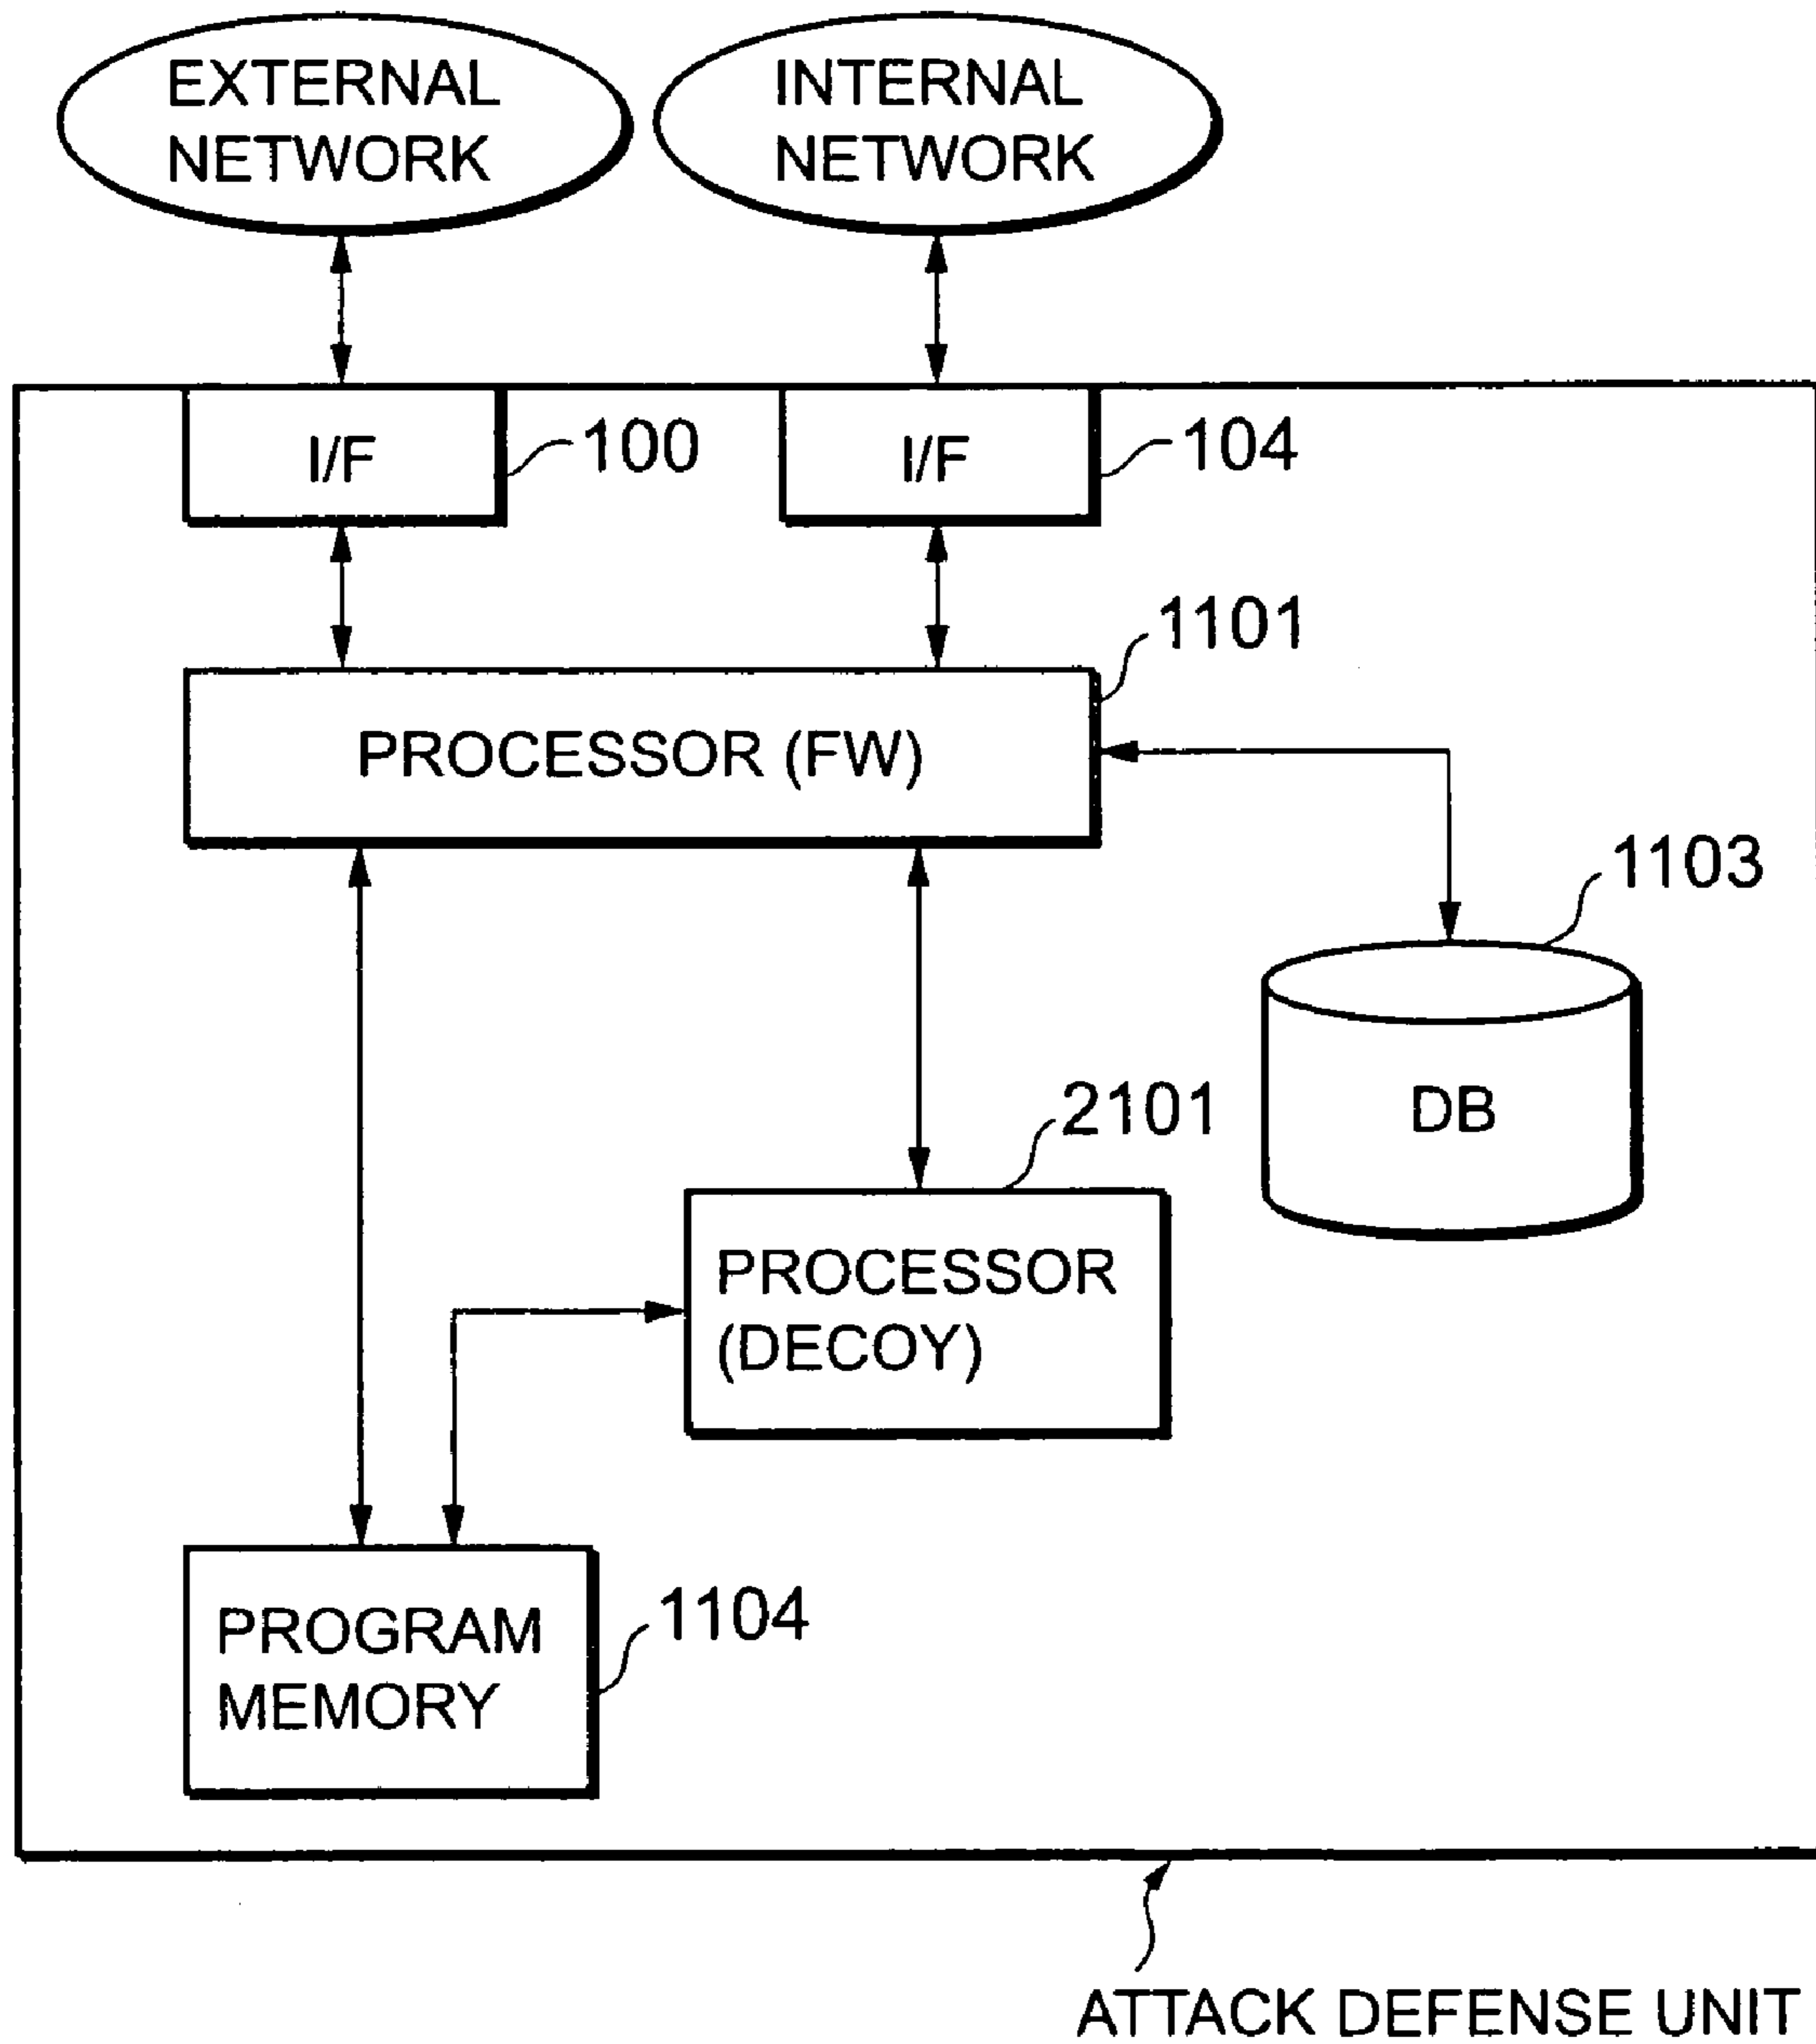 EXTERNAL
NETWORK
INTERNAL
NETWORK
I/F
100
I/F
104
1101
PROCESSOR (FW)
1103
DB
2101
PROCESSOR
(DECOY)
1104
PROGRAM
MEMORY
ATTACK DEFENSE UNIT